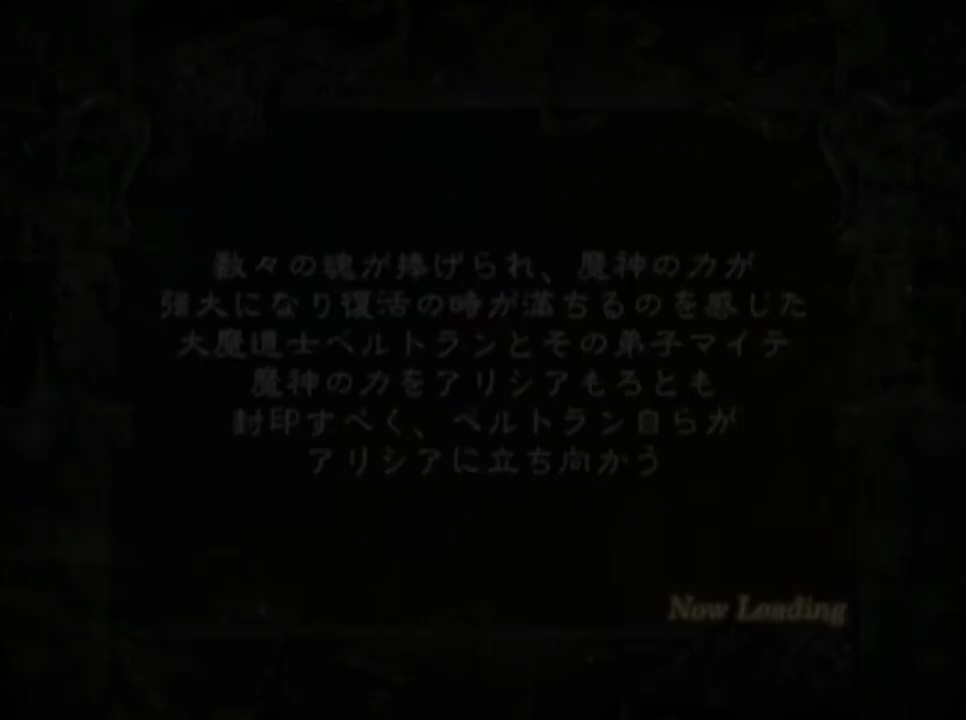 数々の魂が捧げられ、魔神の力が
強大になり復活の時が満ちるのを感じた
大魔道士ベルトランとその弟子マイテ
魔神の力をアリシアもろとも
封印すべく、ベルトラン自らが
アリシアに立ち向かう
Now Loading